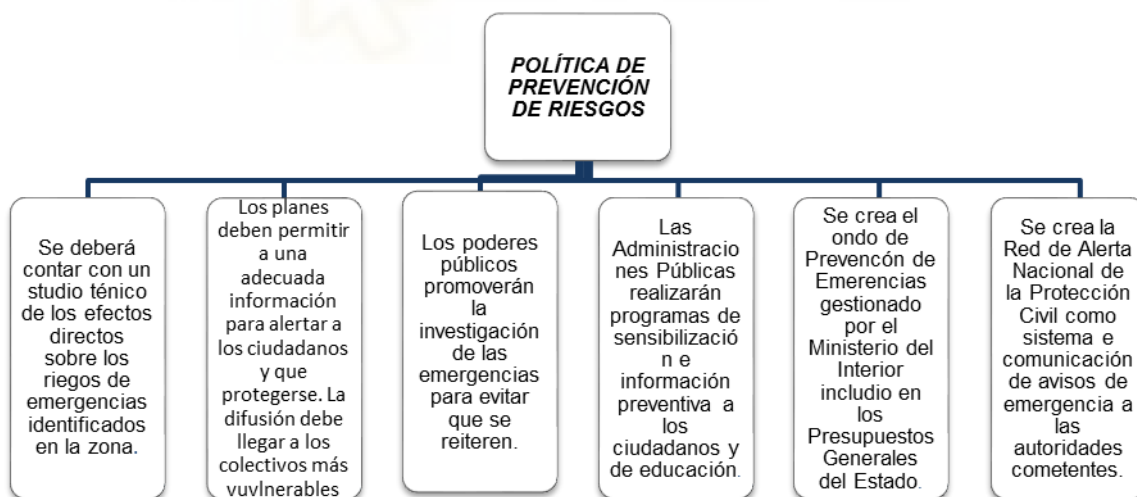 POLÍTICA DE
PREVENCIÓN
DE RIESGOS
Se deberá
contar con un
studio ténico
de los efectos
directos
sobre los
riegos de
emergencias
identificados
en la zona.
Los planes
deben permitir
a una
adecuada
información
para alertar a
los ciudadanos
y que
protegerse. La
difusión debe
llegar a los
colectivos más
vuvlnerables
Los poderes
públicos
promoverán
la
investigación
de las
emergencias
para evitar
que se
reiteren.
Las
Administracio
nes Públicas
realizarán
programas de
sensibilizació
n e
información
preventiva a
los
ciudadanos y
de educación.
Se crea el
ondo de
Prevencón de
Emerencias
gestionado
por el
Ministerio del
Interior
includio en
los
Presupuestos
Generales
del Estado.
Se crea la
Red de Alerta
Nacional de
la Protección
Civil como
sistema e
comunicación
de avisos de
emergencia a
las
autoridades
cometentes.